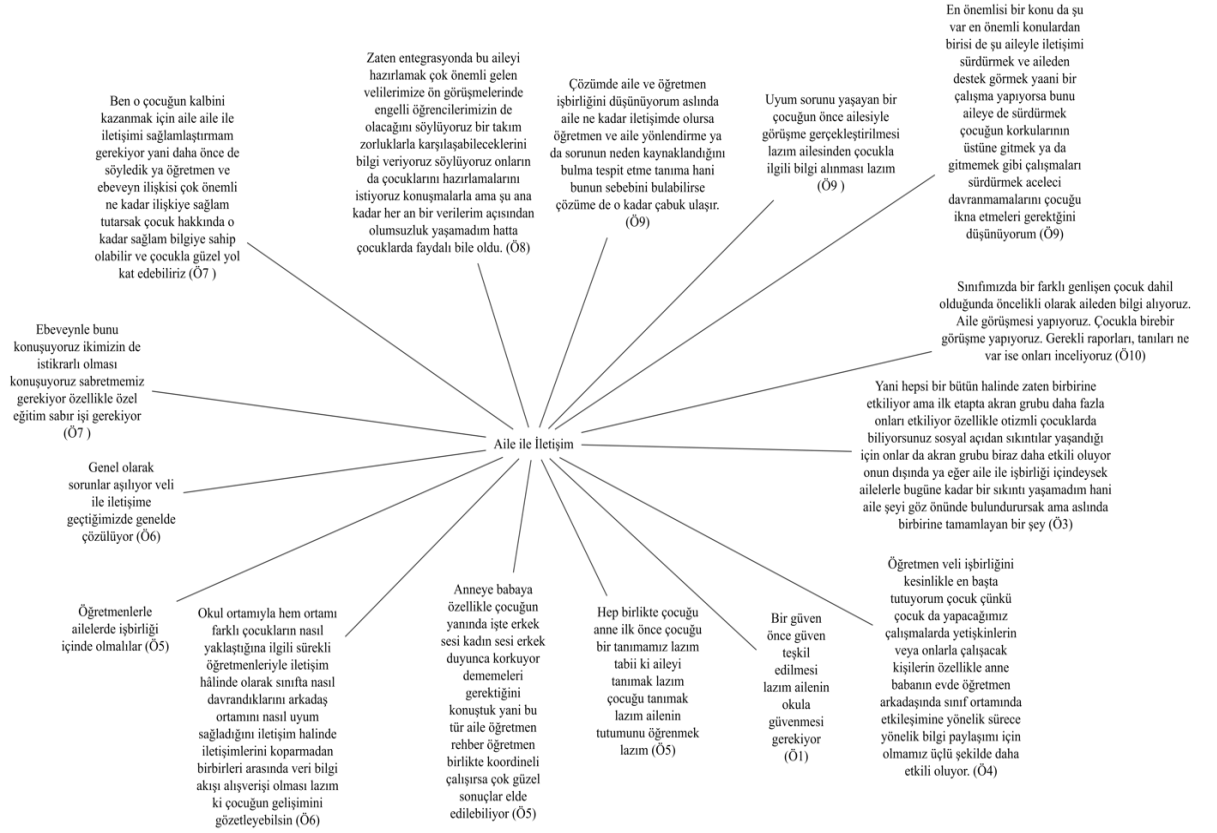 En önemlisi bir konu da şu
var en önemli konulardan
birisi de şu aileyle iletişimi
sürdürmek ve aileden
destek görmek yaani bir
çalışma yapıyorsa bunu
aileye de sürdürmek
çocuğun korkularının
üstüne gitmek ya da
gitmemek gibi çalışmaları
sürdürmek aceleci
davranmamalarını çocuğu
ikna etmeleri gerektğini
düşünüyorum (Ö9)
Zaten entegrasyonda bu aileyi
hazırlamak çok önemli gelen
velilerimize ön görüşmelerinde
engelli öğrencilerimizin de
olacağını söylüyoruz bir takım
zorluklarla karşılaşabileceklerini
bilgi veriyoruz söylüyoruz onların
da çocuklarını hazırlamalarını
istiyoruz konuşmalarla ama şu ana
kadar her an bir verilerim açısından
olumsuzluk yaşamadım hatta
çocuklarda faydalı bile oldu. (Ö8)
Çözümde aile ve öğretmen
işbirliğini düşünüyorum aslında
aile ne kadar iletişimde olursa
öğretmen ve aile yönlendirme ya
da sorunun neden kaynaklandığını
bulma tespit etme tanıma hani
bunun sebebini bulabilirse
çözüme de o kadar çabuk ulaşır.
(Ö9)
Uyum sorunu yaşayan bir
çocuğun önce ailesiyle
görüşme gerçekleştirilmesi
lazım ailesinden çocukla
ilgili bilgi alınması lazım
(Ö9 )
Ben o çocuğun kalbini
kazanmak için aile aile ile
iletişimi sağlamlaştırmam
gerekiyor yani daha önce de
söyledik ya öğretmen ve
ebeveyn ilişkisi çok önemli
ne kadar ilişkiye sağlam
tutarsak çocuk hakkında o
kadar sağlam bilgiye sahip
olabilir ve çocukla güzel yol
kat edebiliriz (Ö7 )
Sınıfımızda bir farklı genlişen çocuk dahil
olduğunda öncelikli olarak aileden bilgi alıyoruz.
Aile görüşmesi yapıyoruz. Çocukla birebir
görüşme yapıyoruz. Gerekli raporları, tanıları ne
var ise onları inceliyoruz (Ö10)
Ebeveynle bunu
konuşuyoruz ikimizin de
istikrarlı olması
konuşuyoruz sabretmemiz
gerekiyor özellikle özel
eğitim sabır işi gerekiyor
(Ö7 )
Yani hepsi bir bütün halinde zaten birbirine
etkiliyor ama ilk etapta akran grubu daha fazla
onları etkiliyor özellikle otizmli çocuklarda
biliyorsunuz sosyal açıdan sıkıntılar yaşandığı
için onlar da akran grubu biraz daha etkili oluyor
onun dışında ya eğer aile ile işbirliği içindeysek
ailelerle bugüne kadar bir sıkıntı yaşamadım hani
aile şeyi göz önünde bulundurursak ama aslında
birbirine tamamlayan bir şey (Ö3)
Aile ile İletişim
Genel olarak
sorunlar aşılıyor veli
ile iletişime
geçtiğimizde genelde
çözülüyor (Ö6)
Öğretmenlerle
ailelerde işbirliği
içinde olmalılar (Ö5)
Okul ortamıyla hem ortamı
farklı çocukların nasıl
yaklaştığına ilgili sürekli
öğretmenleriyle iletişim
hâlinde olarak sınıfta nasıl
davrandıklarını arkadaş
ortamını nasıl uyum
sağladığını iletişim halinde
iletişimlerini koparmadan
birbirleri arasında veri bilgi
akışı alışverişi olması lazım
ki çocuğun gelişimini
gözetleyebilsin (Ö6)
Anneye babaya
özellikle çocuğun
yanında işte erkek
sesi kadın sesi erkek
duyunca korkuyor
dememeleri
gerektiğini
konuştuk yani bu
tür aile öğretmen
rehber öğretmen
birlikte koordineli
çalışırsa çok güzel
sonuçlar elde
edilebiliyor (Ö5)
Hep birlikte çocuğu
anne ilk önce çocuğu
bir tanımamız lazım
tabii ki aileyi
tanımak lazım
çocuğu tanımak
lazım ailenin
tutumunu öğrenmek
lazım (Ö5)
Bir güven
önce güven
teşkil
edilmesi
lazım ailenin
okula
güvenmesi
gerekiyor
(Ö1)
Öğretmen veli işbirliğini
kesinlikle en başta
tutuyorum çocuk çünkü
çocuk da yapacağımız
çalışmalarda yetişkinlerin
veya onlarla çalışacak
kişilerin özellikle anne
babanın evde öğretmen
arkadaşında sınıf ortamında
etkileşimine yönelik sürece
yönelik bilgi paylaşımı için
olmamız üçlü şekilde daha
etkili oluyor. (Ö4)